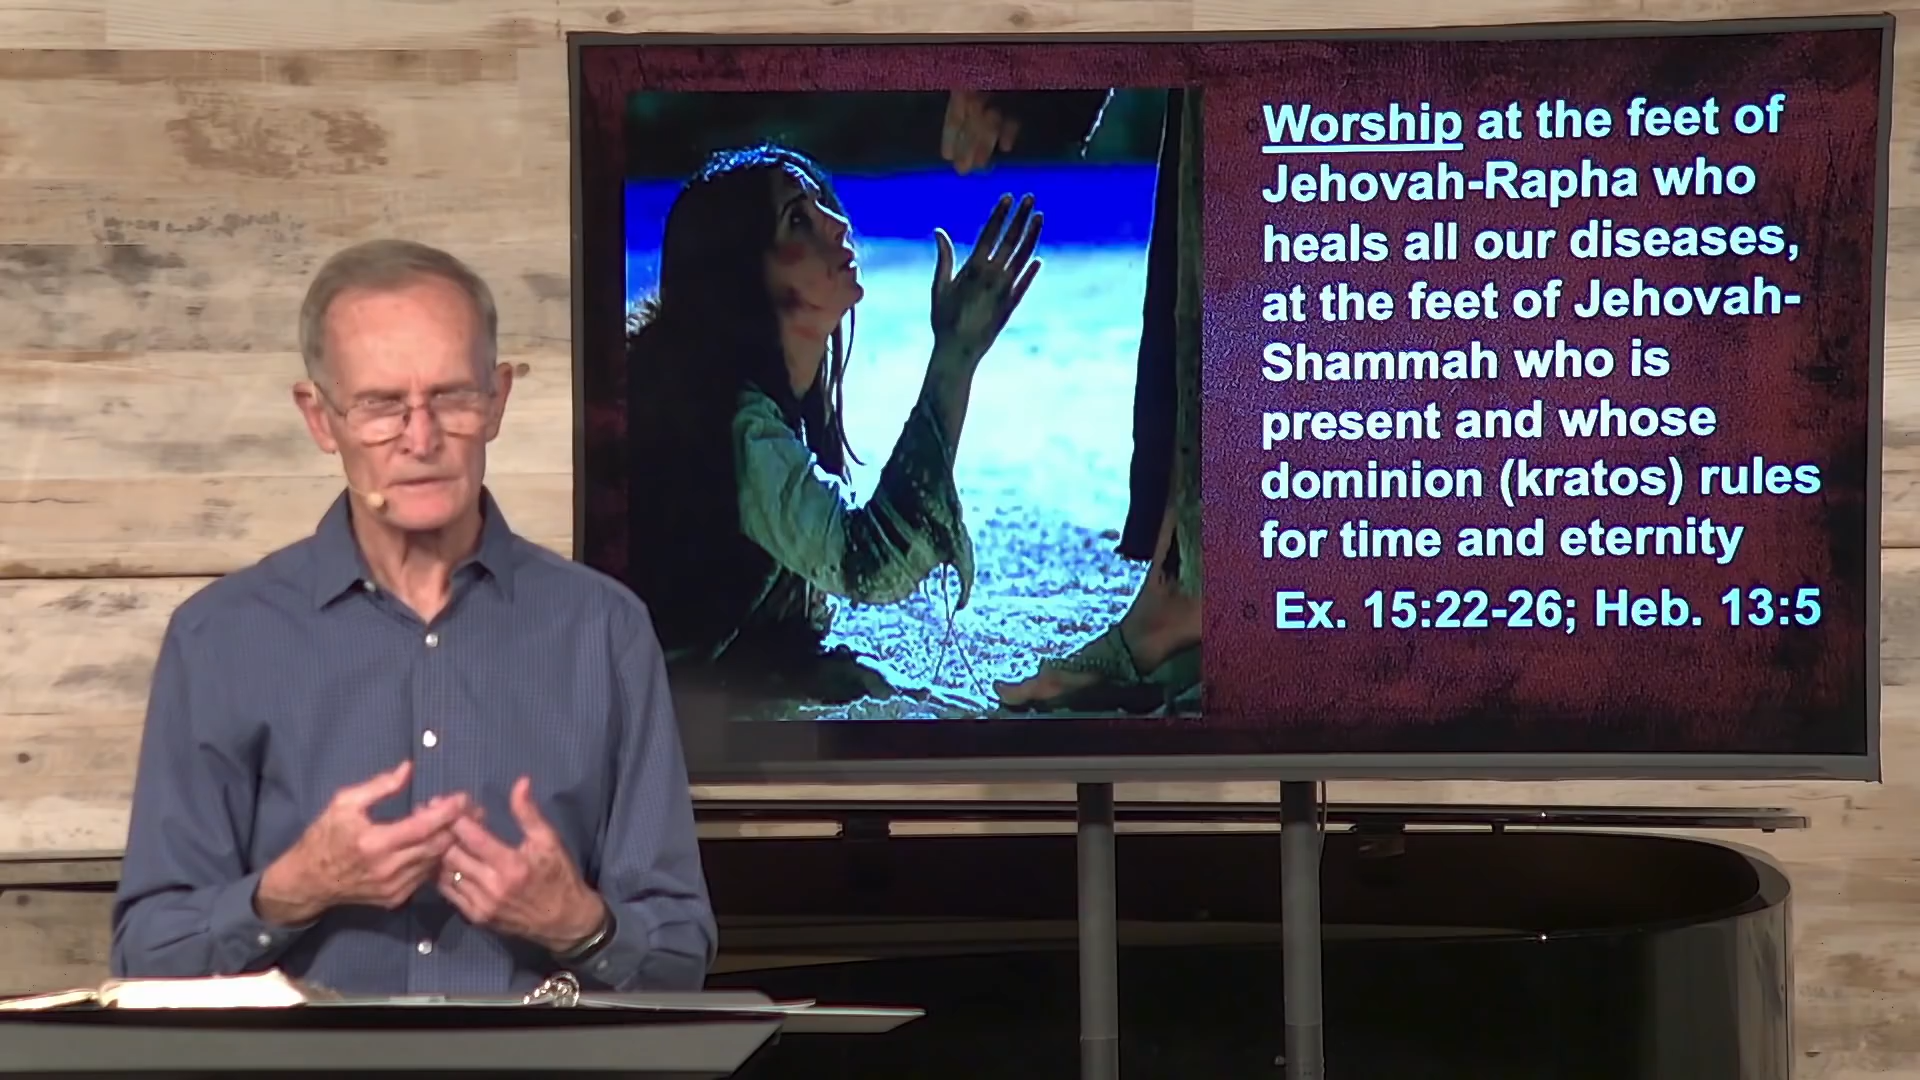 Worship at the feet of
Jehovah-Rapha who
heals all our diseases,
at the feet of Jehovah-
Shammah who is
present and whose
dominion (kratos) rules
for time and eternity
Ex. 15:22-26; Heb. 13:5